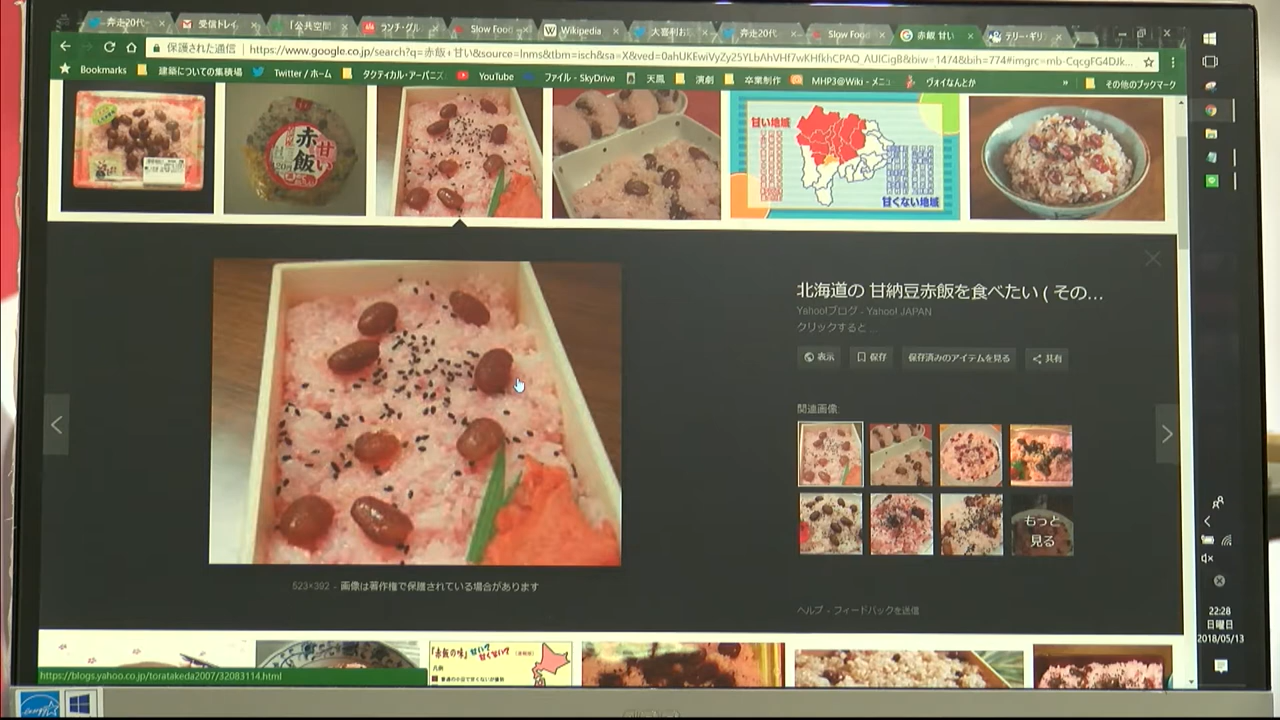 奔走20代-
受信トレイ
「公共空間
ランチ・グル
Slow Food
Wikipedia
大喜利お
奔走20代-
Slow Food
赤飯 甘い
テリー・ギリ
保護された通信
https://www.google.co.jp/search?q=赤飯+甘い&source=lnms&tbm=isch&sa=X&ved=0ahUKEwiVyZy25YLbAhVHf7wKHfkhCPAQ_AUICigB&biw=1474&bih=774#imgrc=mb-CqcgFG4DJk...
Bookmarks
建築についての集積場
Twitter / ホーム
タクティカル・アーバニズ
YouTube
ファイル - SkyDrive
天鳳
演劇
卒業制作
MHP3@Wiki - メニュ
ヴォイなんとか
»
その他のブックマーク
甘い
赤飯
甘い地域
甘くない地域
北海道の 甘納豆赤飯を食べたい ( その...
Yahoo!ブログ - Yahoo! JAPAN
クリックすると ...
表示
保存
保存済みのアイテムを見る
共有
関連画像:
もっと
見る
523×392 - 画像は著作権で保護されている場合があります
ヘルプ - フィードバックを送信
「赤飯の味」
甘い?
甘くない?
凡例
https://blogs.yahoo.co.jp/toratakeda2007/32083114.html
22:28
日曜日
2018/05/13